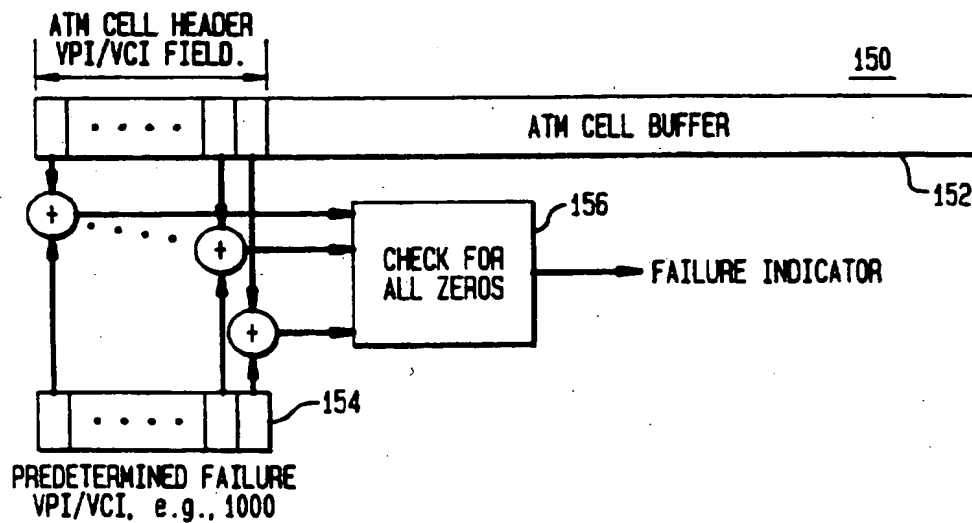 ATM CELL HEADER
VPI/VCI FIELD.
150
ATM CELL BUFFER
152
+
+
+
156
CHECK FOR
ALL ZEROS
FAILURE INDICATOR
154
PREDETERMINED FAILURE
VPI/VCI, e.g., 1000